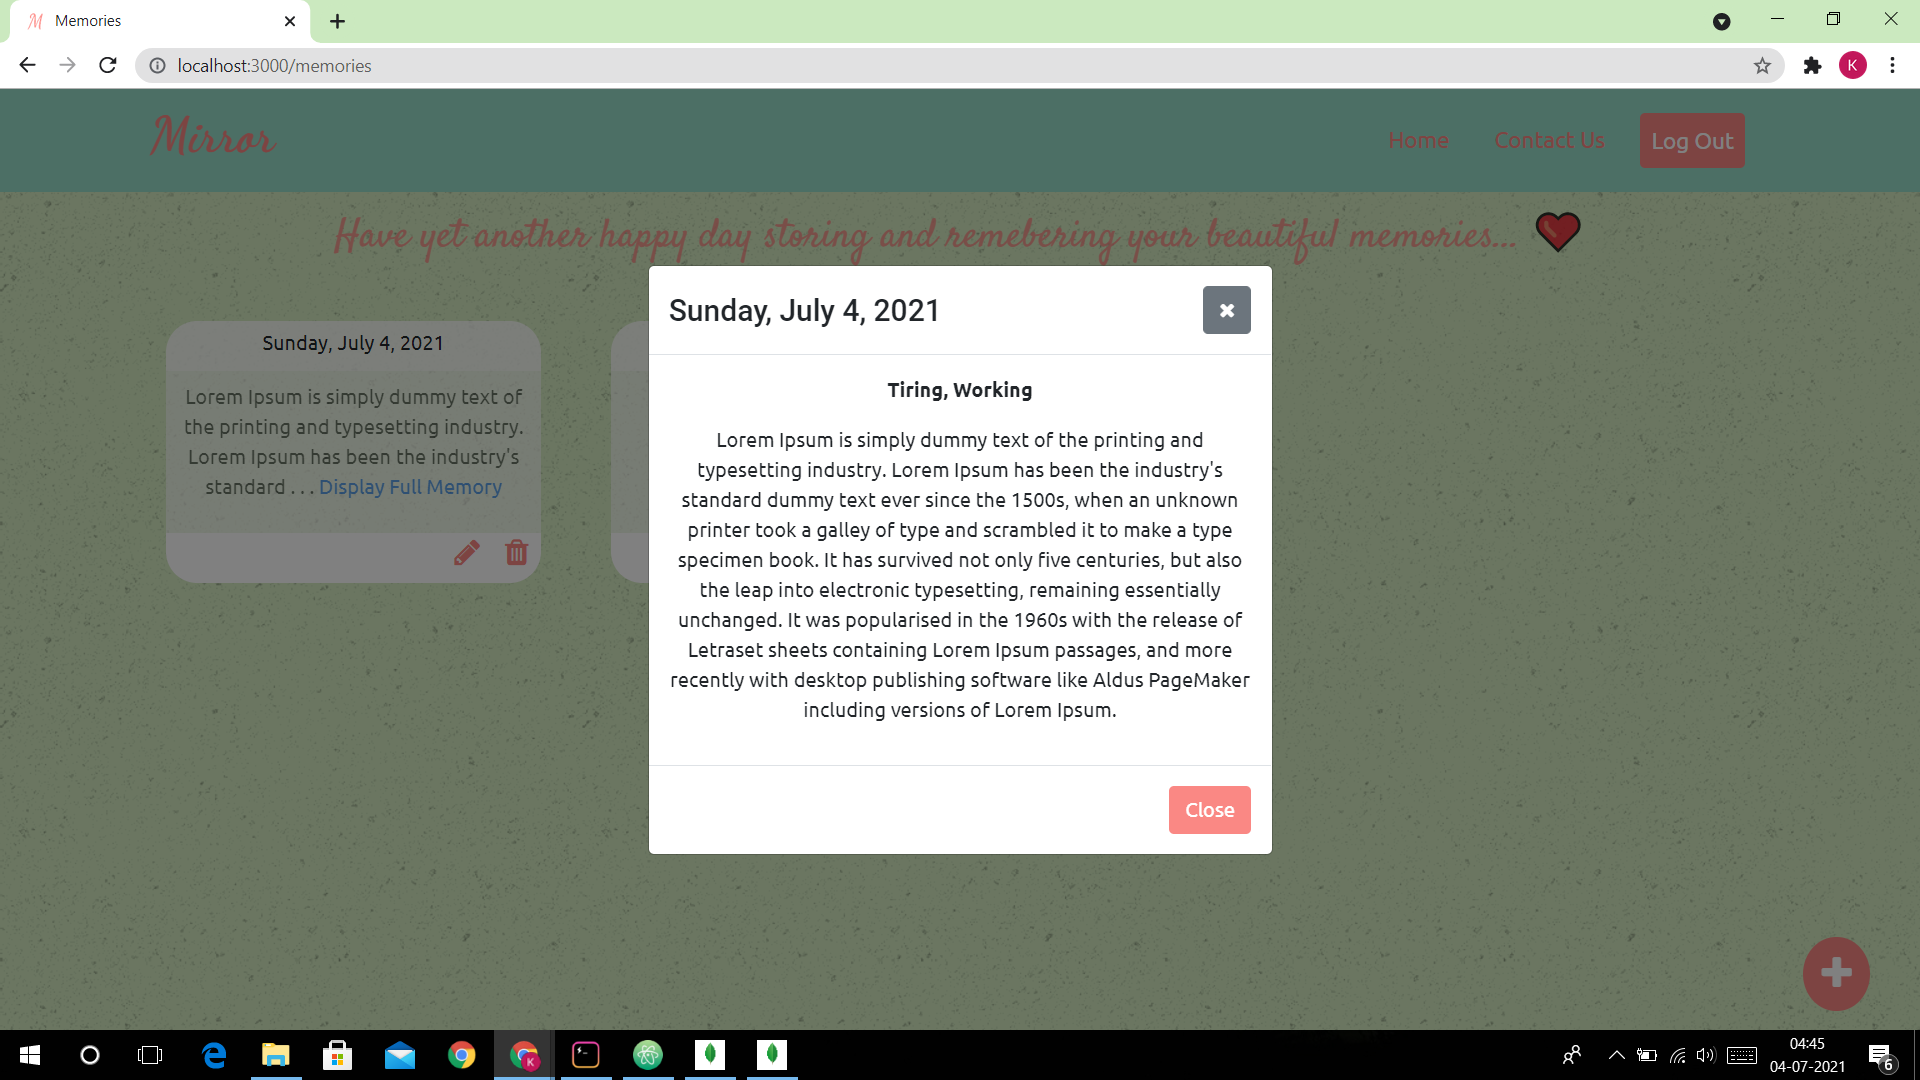 Memories
localhost:3000/memories
K
Mirror
Home
Contact Us
Log Out
Have yet another happy day storing and remebering your beautiful memories...
Sunday, July 4, 2021
Lorem Ipsum is simply dummy text of
the printing and typesetting industry.
Lorem Ipsum has been the industry's
standard . . . Display Full Memory
Sunday, July 4, 2021
Tiring, Working
Lorem Ipsum is simply dummy text of the printing and
typesetting industry. Lorem Ipsum has been the industry's
standard dummy text ever since the 1500s, when an unknown
printer took a galley of type and scrambled it to make a type
specimen book. It has survived not only five centuries, but also
the leap into electronic typesetting, remaining essentially
unchanged. It was popularised in the 1960s with the release of
Letraset sheets containing Lorem Ipsum passages, and more
recently with desktop publishing software like Aldus PageMaker
including versions of Lorem Ipsum.
Close
K
04:45
04-07-2021
6